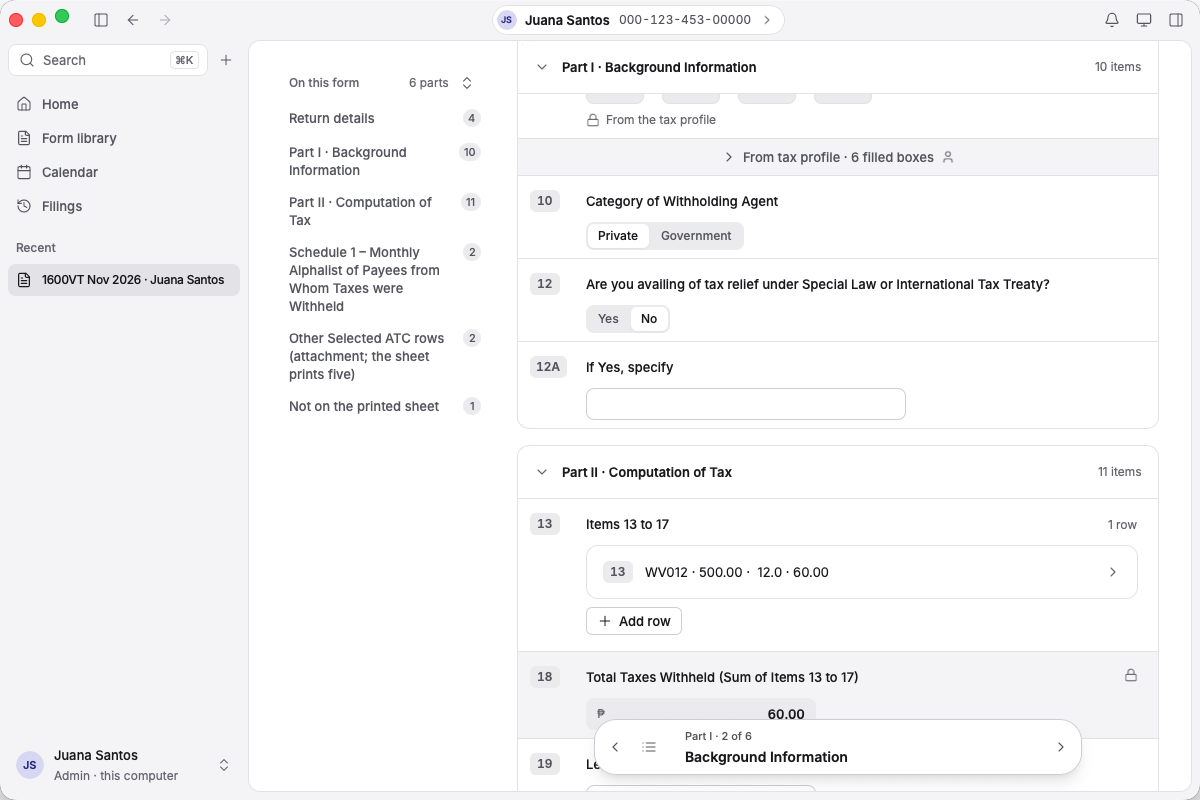 JS Juana Santos 000-123-453-00000
Search ⌘K
Home
Form library
Calendar
Filings
Recent
1600VT Nov 2026 · Juana Santos
JS Juana Santos
Admin · this computer
On this form 6 parts
Return details 4
Part I · Background 10
Information
Part II · Computation of 11
Tax
Schedule 1 – Monthly 2
Alphalist of Payees from
Whom Taxes were
Withheld
Other Selected ATC rows 2
(attachment; the sheet
prints five)
Not on the printed sheet 1
Part I · Background Information 10 items
From the tax profile
From tax profile · 6 filled boxes
10 Category of Withholding Agent
Private Government
12 Are you availing of tax relief under Special Law or International Tax Treaty?
Yes No
12A If Yes, specify
Part II · Computation of Tax 11 items
13 Items 13 to 17 1 row
13 WV012 · 500.00 · 12.0 · 60.00
Add row
18 Total Taxes Withheld (Sum of Items 13 to 17)
₱ 60.00
19
Part I · 2 of 6
Background Information